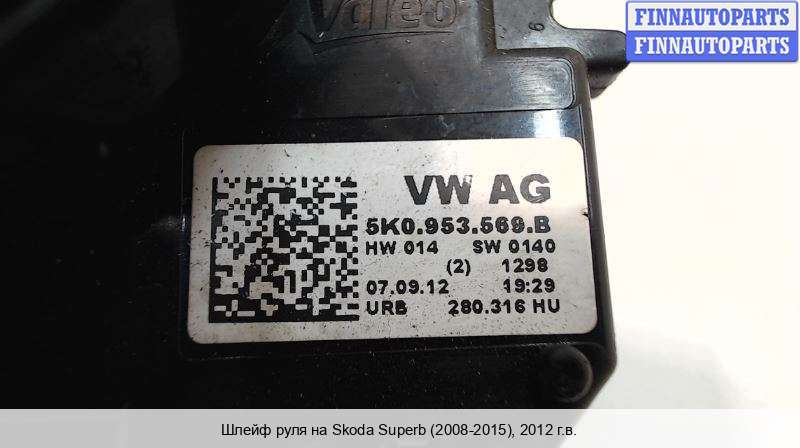 Valeo
FINNAUTOPARTS
FINNAUTOPARTS
VW AG
5K0.953.569.B
HW 014 SW 0140
(2) 1298
07.09.12 19:29
URB 280.316 HU
Шлейф руля на Skoda Superb (2008-2015), 2012 г.в.